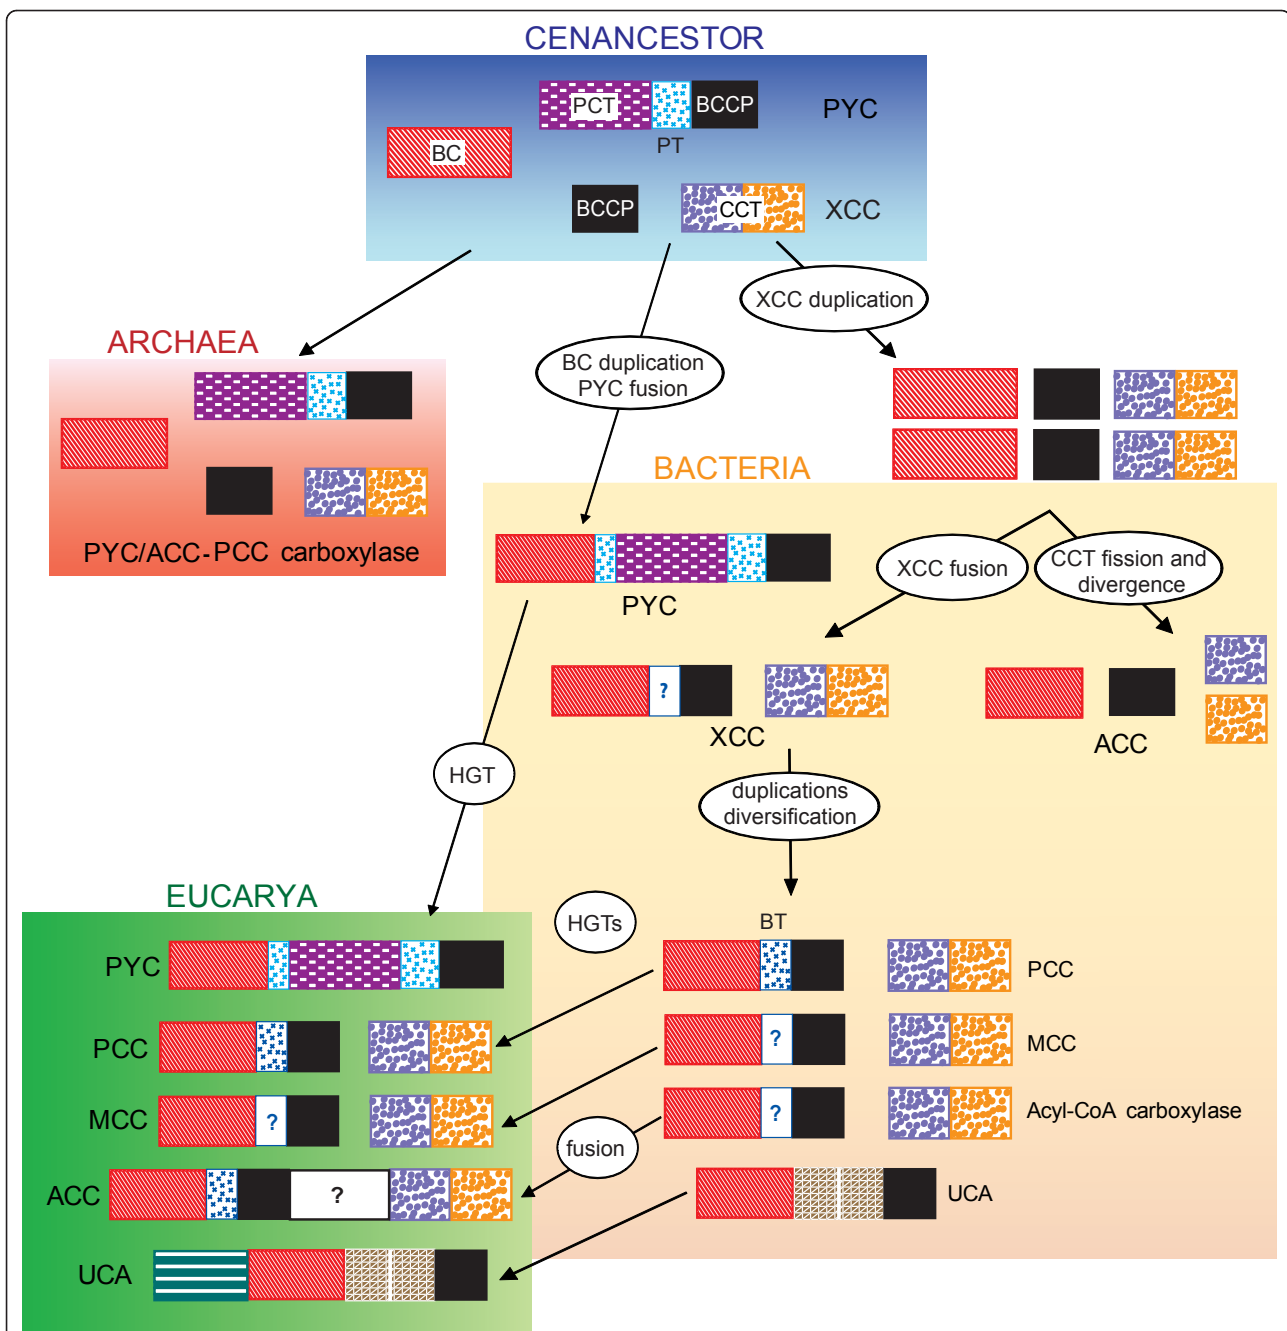 CENANCESTOR
PCT
BCCP
PYC
PT
BC
BCCP
CCT
XCC
XCC duplication
ARCHAEA
BC duplication
PYC fusion
BACTERIA
PYC/ACC-PCC carboxylase
XCC fusion
CCT fission and
divergence
PYC
?
XCC
ACC
HGT
duplications
diversification
EUCARYA
HGTs
BT
PYC
PCC
PCC
?
MCC
MCC
?
?
Acyl-CoA carboxylase
fusion
ACC
?
UCA
UCA